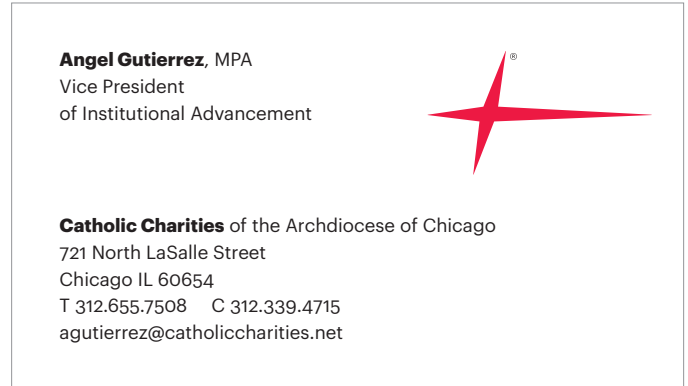 Angel Gutierrez, MPA
Vice President
of Institutional Advancement
®
Catholic Charities of the Archdiocese of Chicago
721 North LaSalle Street
Chicago IL 60654
T 312.655.7508 C 312.339.4715
agutierrez@catholiccharities.net